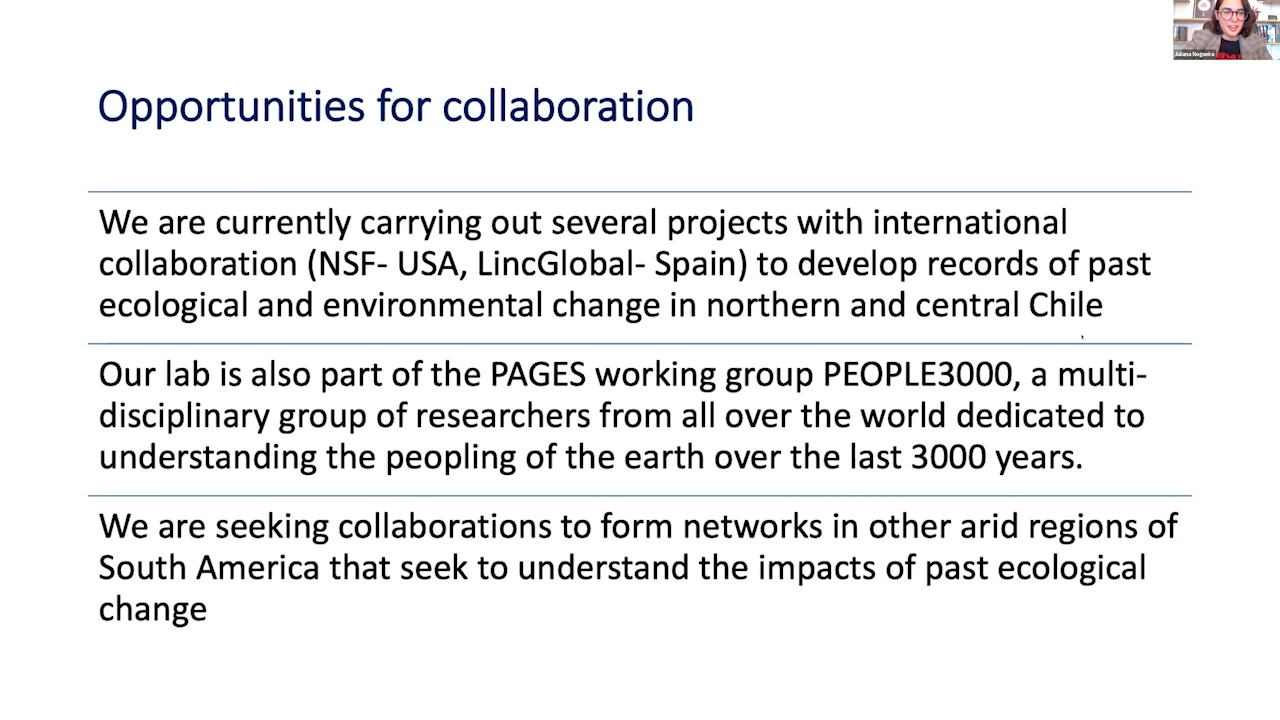 Juliana Nogueira
Opportunities for collaboration
We are currently carrying out several projects with international
collaboration (NSF- USA, LincGlobal- Spain) to develop records of past
ecological and environmental change in northern and central Chile
Our lab is also part of the PAGES working group PEOPLE3000, a multi-
disciplinary group of researchers from all over the world dedicated to
understanding the peopling of the earth over the last 3000 years.
We are seeking collaborations to form networks in other arid regions of
South America that seek to understand the impacts of past ecological
change